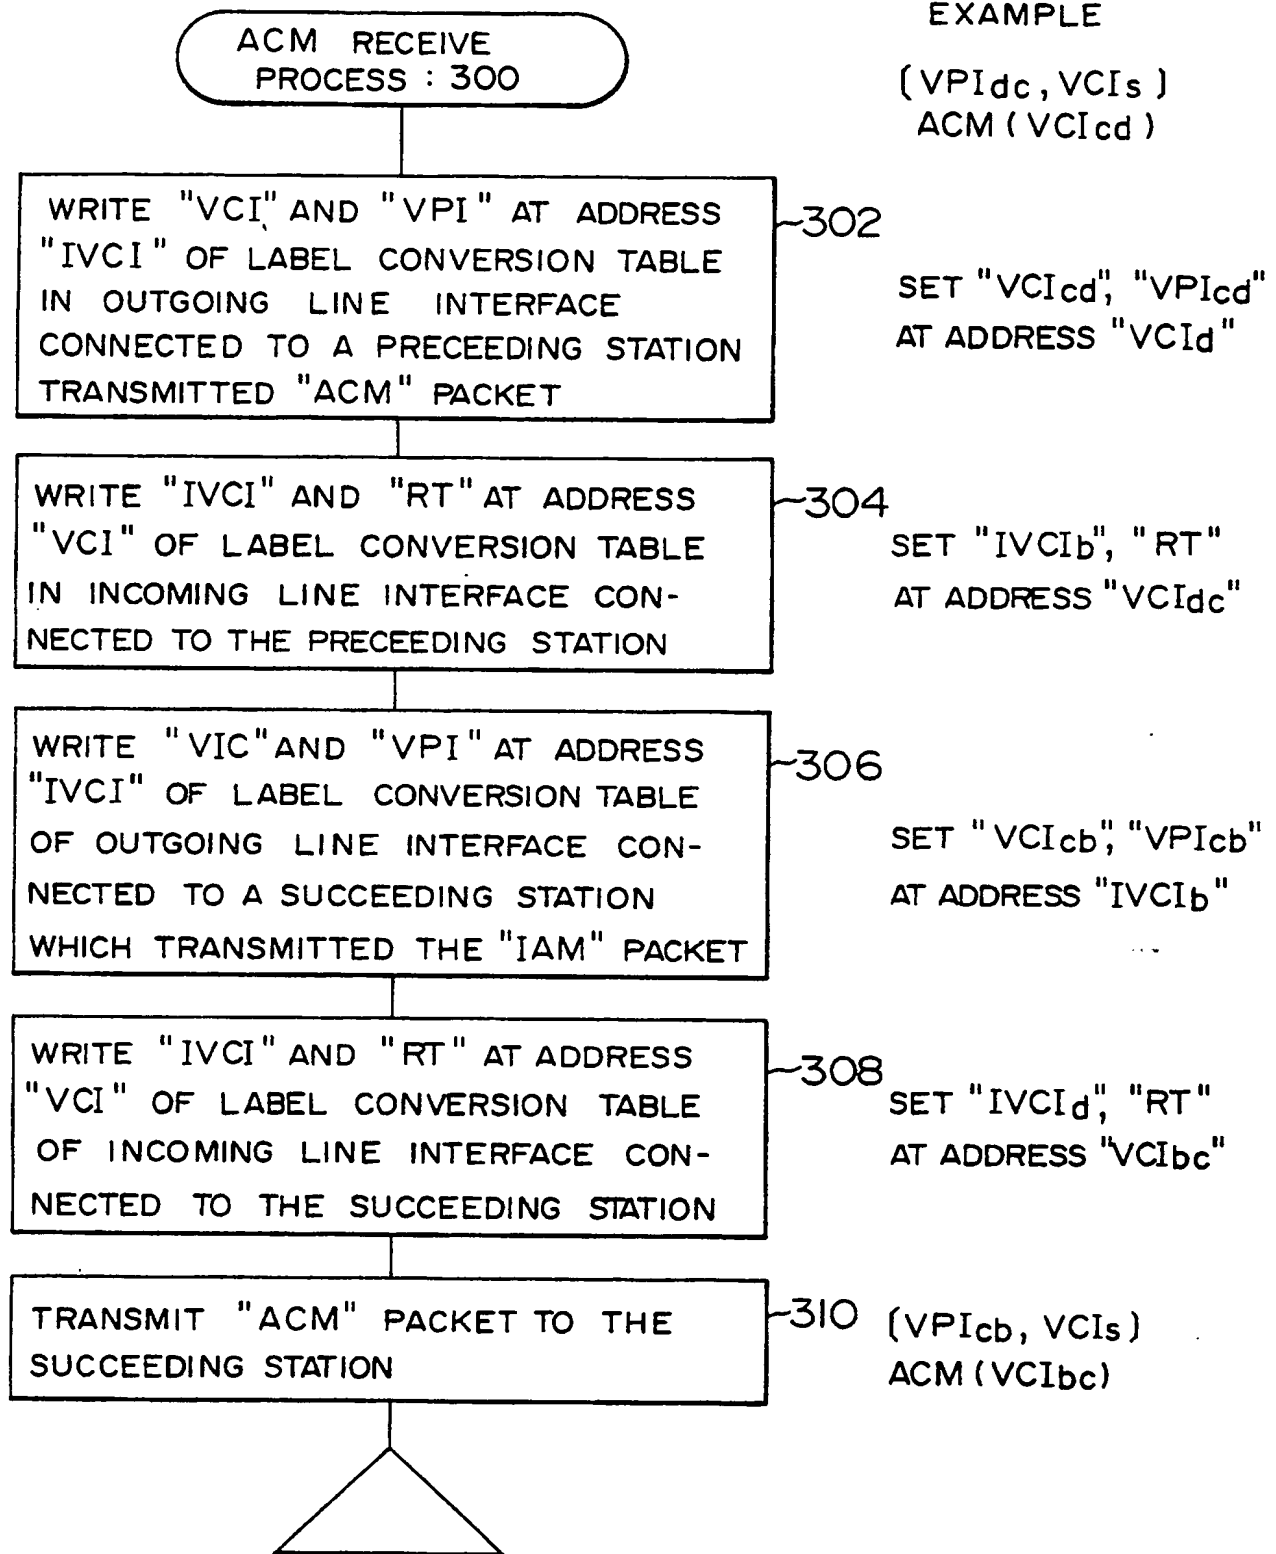 EXAMPLE
ACM RECEIVE
PROCESS : 300
(VPIdc, VCIs)
ACM (VCIcd)
WRITE "VCI" AND "VPI" AT ADDRESS
"IVCI" OF LABEL CONVERSION TABLE
IN OUTGOING LINE INTERFACE
CONNECTED TO A PRECEEDING STATION
TRANSMITTED "ACM" PACKET
302
SET "VCIcd", "VPIcd"
AT ADDRESS "VCId"
WRITE "IVCI" AND "RT" AT ADDRESS
"VCI" OF LABEL CONVERSION TABLE
IN INCOMING LINE INTERFACE CON-
NECTED TO THE PRECEEDING STATION
304
SET "IVCIb", "RT"
AT ADDRESS "VCIdc"
WRITE "VIC" AND "VPI" AT ADDRESS
"IVCI" OF LABEL CONVERSION TABLE
OF OUTGOING LINE INTERFACE CON-
NECTED TO A SUCCEEDING STATION
WHICH TRANSMITTED THE "IAM" PACKET
306
SET "VCIcb", "VPIcb"
AT ADDRESS "IVCIb"
WRITE "IVCI" AND "RT" AT ADDRESS
"VCI" OF LABEL CONVERSION TABLE
OF INCOMING LINE INTERFACE CON-
NECTED TO THE SUCCEEDING STATION
308
SET "IVCId", "RT"
AT ADDRESS "VCIbc"
TRANSMIT "ACM" PACKET TO THE
SUCCEEDING STATION
310
(VPIcb, VCIs)
ACM (VCIbc)